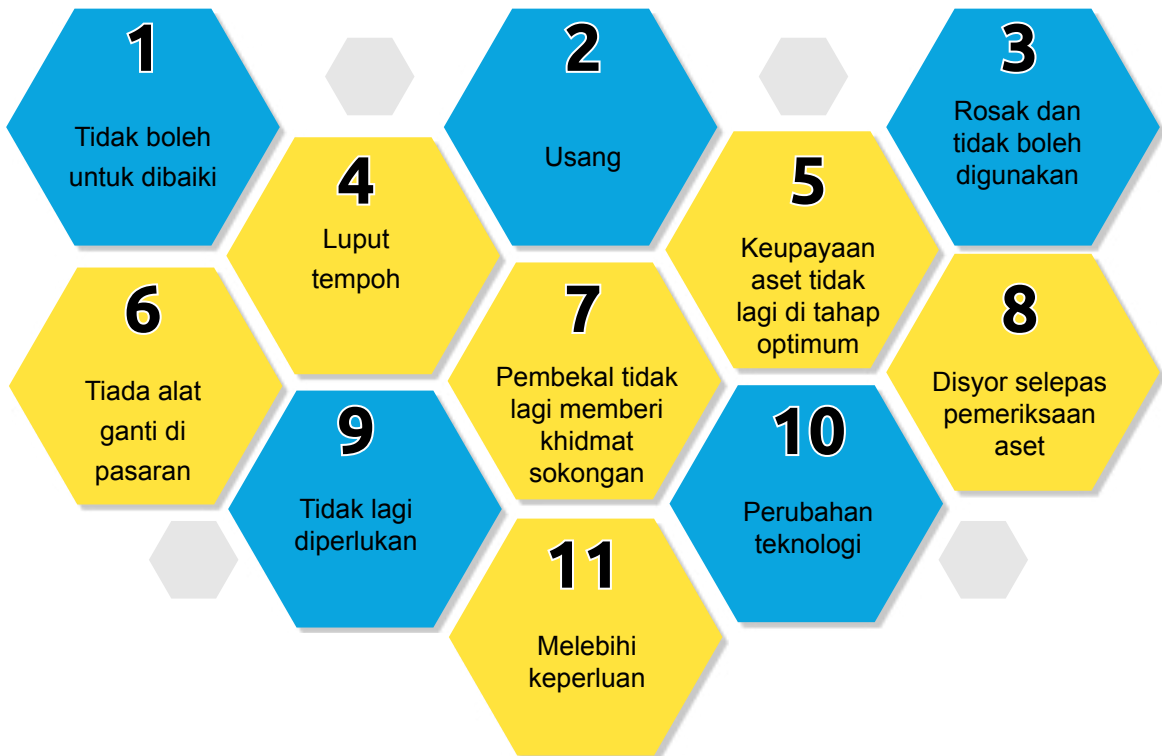 1
Tidak boleh
untuk dibaiki
2
Usang
3
Rosak dan
tidak boleh
digunakan
4
Luput
tempoh
5
Keupayaan
aset tidak
lagi di tahap
optimum
6
Tiada alat
ganti di
pasaran
7
Pembekal tidak
lagi memberi
khidmat
sokongan
8
Disyor selepas
pemeriksaan
aset
9
Tidak lagi
diperlukan
10
Perubahan
teknologi
11
Melebihi
keperluan